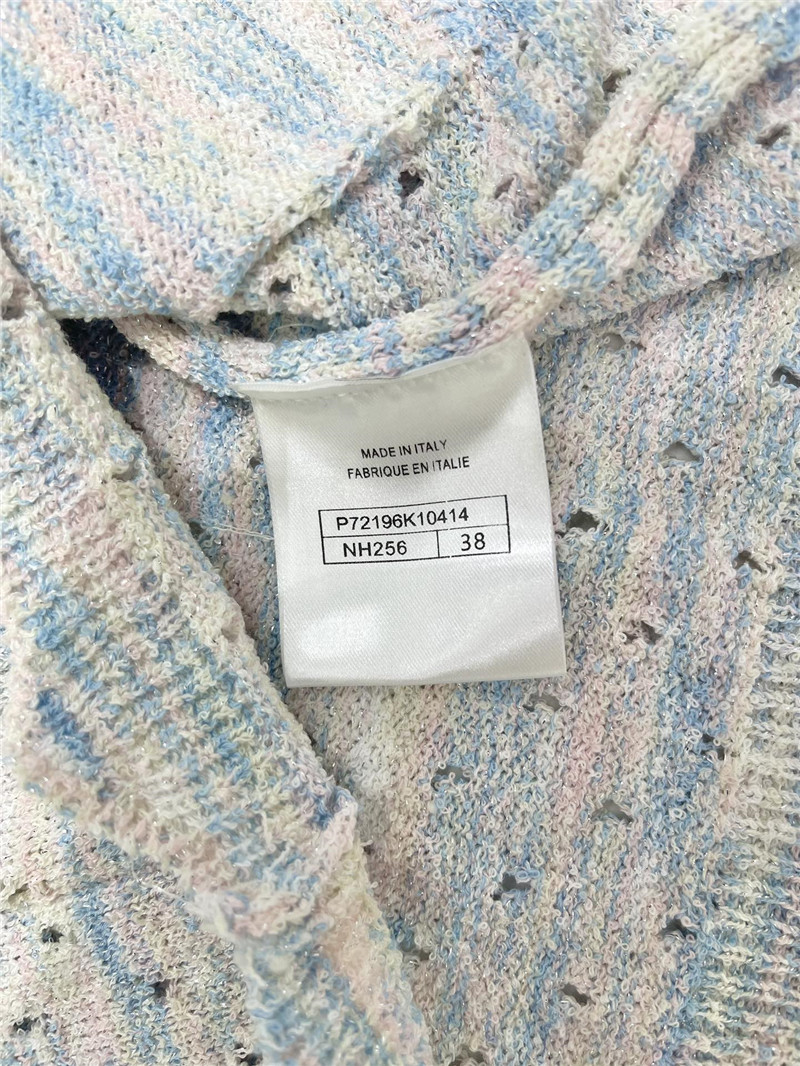 MADE IN ITALY
FABRIQUE EN ITALIE
P72196K10414
NH256 38